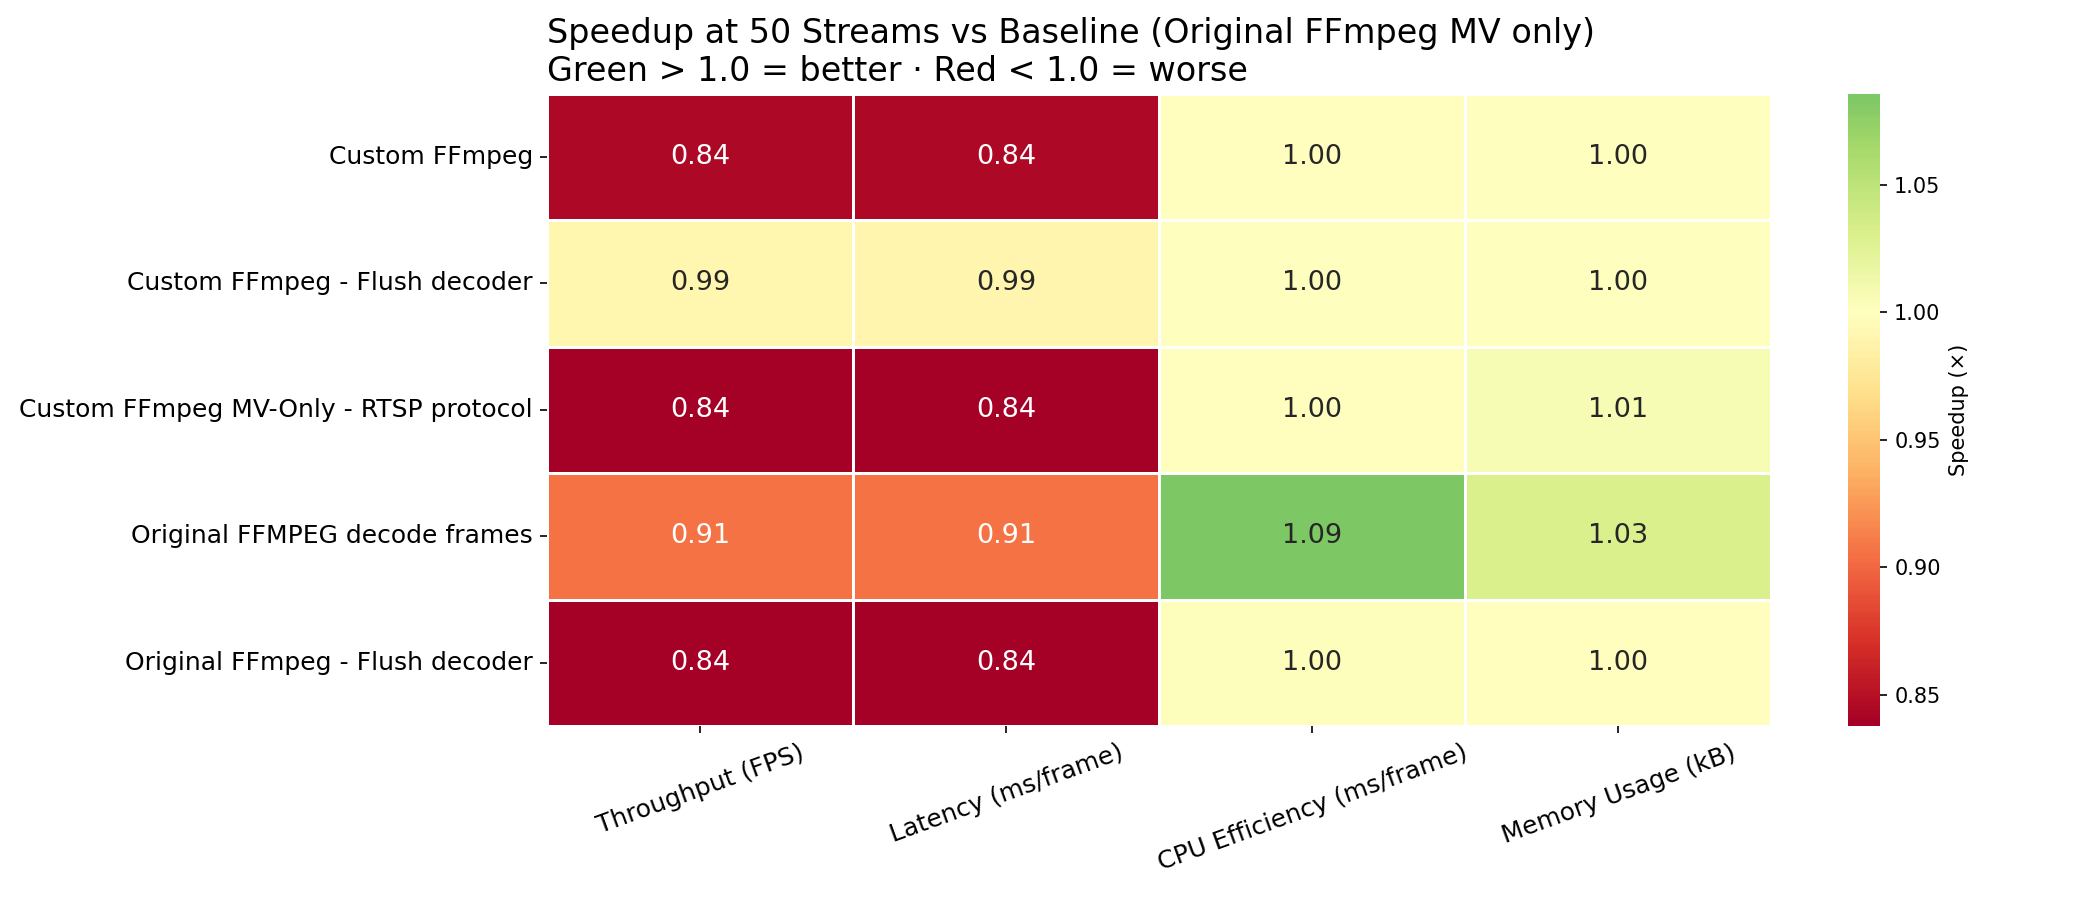 Speedup at 50 Streams vs Baseline (Original FFmpeg MV only)
Green > 1.0 = better · Red < 1.0 = worse
Custom FFmpeg 0.84 0.84 1.00 1.00
Custom FFmpeg - Flush decoder 0.99 0.99 1.00 1.00
Custom FFmpeg MV-Only - RTSP protocol 0.84 0.84 1.00 1.01
Original FFMPEG decode frames 0.91 0.91 1.09 1.03
Original FFmpeg - Flush decoder 0.84 0.84 1.00 1.00
Throughput (FPS)
Latency (ms/frame)
CPU Efficiency (ms/frame)
Memory Usage (kB)
1.05
1.00
0.95
0.90
0.85
Speedup (×)